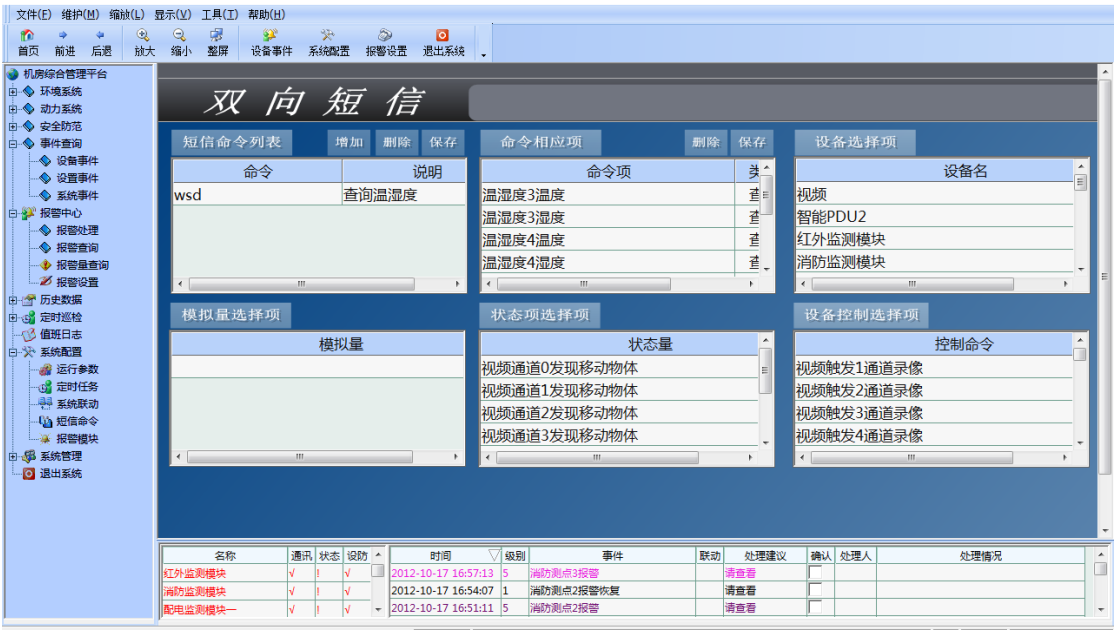 文件(F) 维护(M) 缩放(L) 显示(V) 工具(T) 帮助(H)
首页 前进 后退 放大 缩小 整屏 设备事件 系统配置 报警设置 退出系统
机房综合管理平台
环境系统
动力系统
安全防范
事件查询
设备事件
设置事件
系统事件
报警中心
报警处理
报警查询
报警量查询
报警设置
历史数据
定时巡检
值班日志
系统配置
运行参数
定时任务
系统联动
短信命令
报警模块
系统管理
退出系统
双向短信
短信命令列表 增加 删除 保存
命令 说明
wsd 查询温湿度
命令相应项 删除 保存
命令项 类
温湿度3温度 查
温湿度3湿度 查
温湿度4温度 查
温湿度4湿度 查
设备选择项
设备名
视频
智能PDU2
红外监测模块
消防监测模块
模拟量选择项
模拟量
状态项选择项
状态量
视频通道0发现移动物体
视频通道1发现移动物体
视频通道2发现移动物体
视频通道3发现移动物体
设备控制选择项
控制命令
视频触发1通道录像
视频触发2通道录像
视频触发3通道录像
视频触发4通道录像
名称 通讯 状态 设防
红外监测模块 √ ! √
消防监测模块 √ ! √
配电监测模块一 √ ! √
时间 级别 事件 联动 处理建议 确认 处理人 处理情况
2012-10-17 16:57:13 5 消防测点3报警 请查看
2012-10-17 16:54:07 1 消防测点2报警恢复 请查看
2012-10-17 16:51:11 5 消防测点2报警 请查看